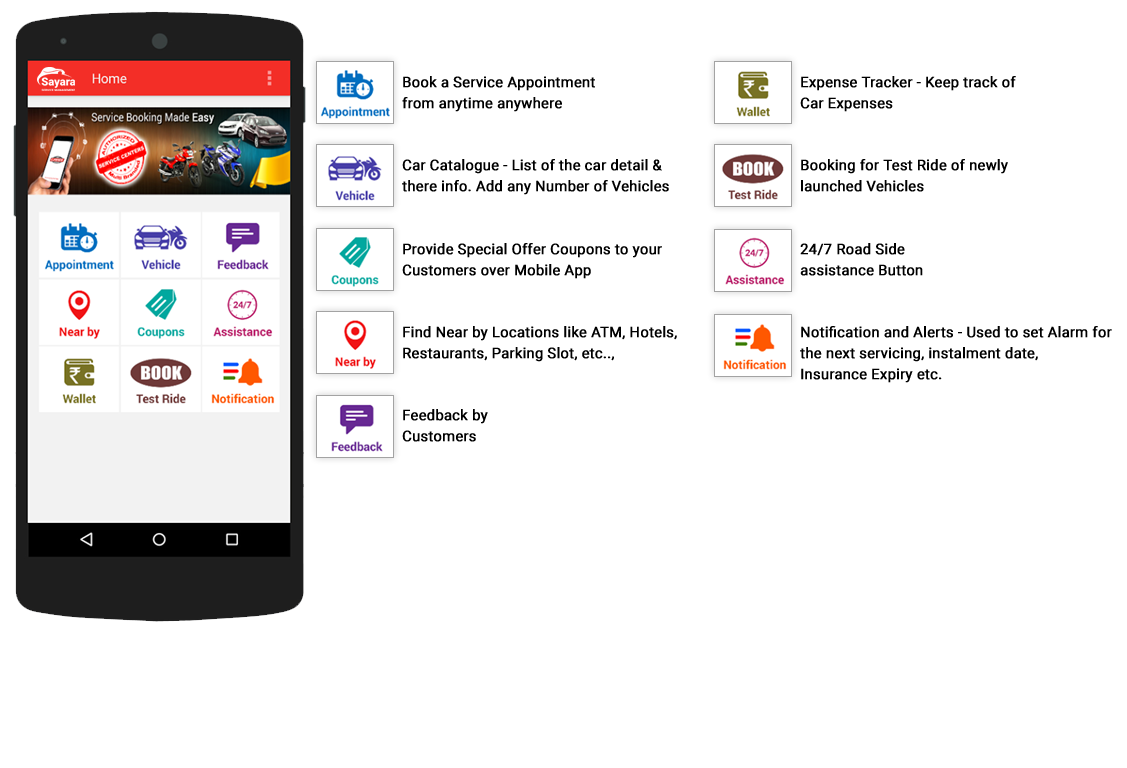 Sayara
Home
Service Booking Made Easy
AUTHORIZED
SERVICE CENTERS
Appointment
Vehicle
Feedback
Near by
Coupons
24/7
Assistance
Wallet
BOOK
Test Ride
Notification
Appointment
Book a Service Appointment
from anytime anywhere
Vehicle
Car Catalogue - List of the car detail &
there info. Add any Number of Vehicles
Coupons
Provide Special Offer Coupons to your
Customers over Mobile App
Near by
Find Near by Locations like ATM, Hotels,
Restaurants, Parking Slot, etc..,
Feedback
Feedback by
Customers
Wallet
Expense Tracker - Keep track of
Car Expenses
BOOK
Test Ride
Booking for Test Ride of newly
launched Vehicles
24/7
Assistance
24/7 Road Side
assistance Button
Notification
Notification and Alerts - Used to set Alarm for
the next servicing, instalment date,
Insurance Expiry etc.